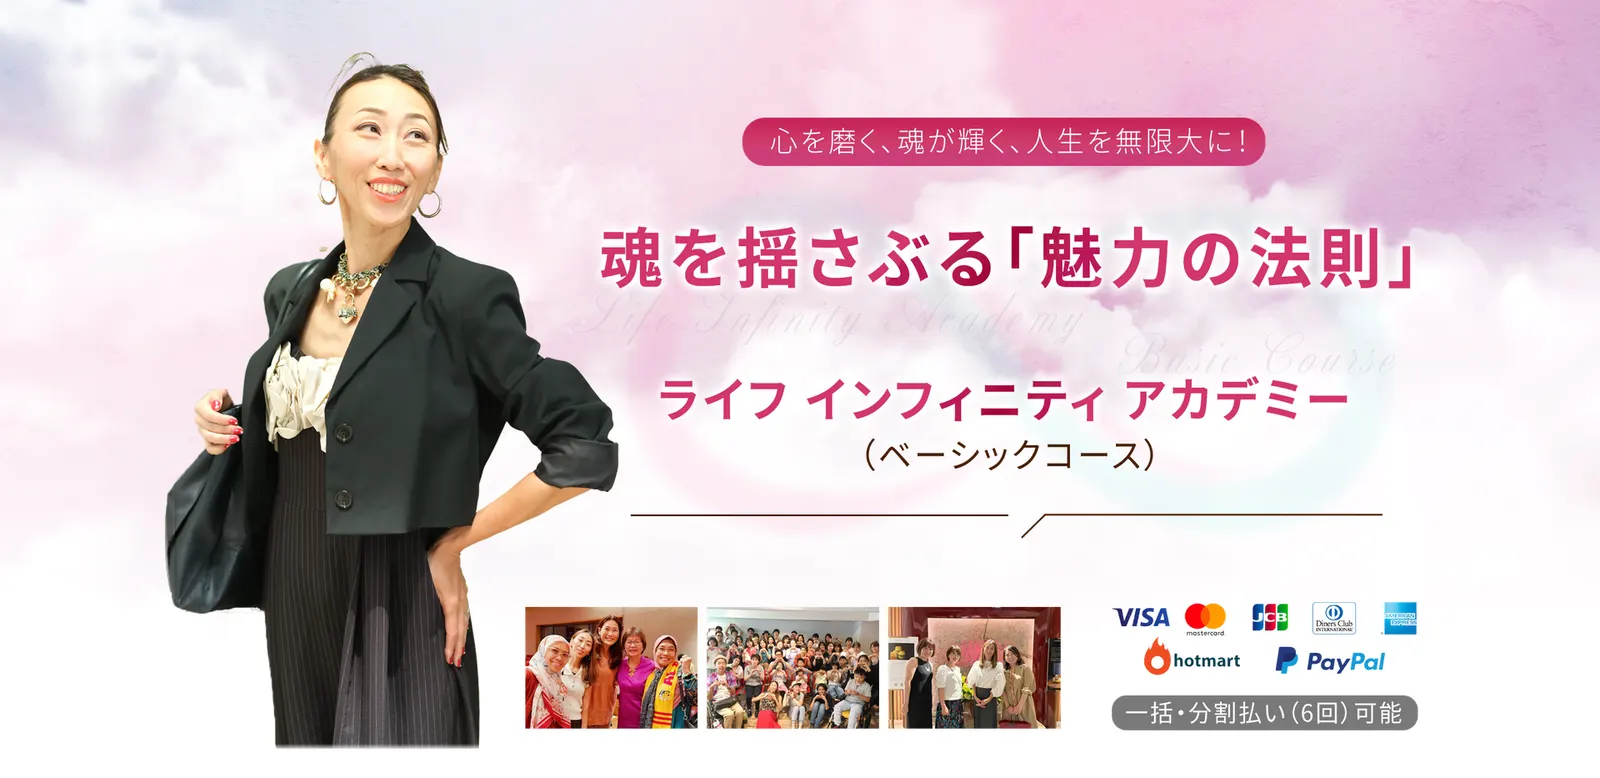 心を磨く、魂が輝く、人生を無限大に!
魂を揺さぶる「魅力の法則」
Life Infinity Academy
Basic Course
ライフ インフィニティ アカデミー
(ベーシックコース)
VISA
mastercard
JCB
Diners Club
INTERNATIONAL
AMERICAN
EXPRESS
hotmart
PayPal
一括・分割払い(6回)可能